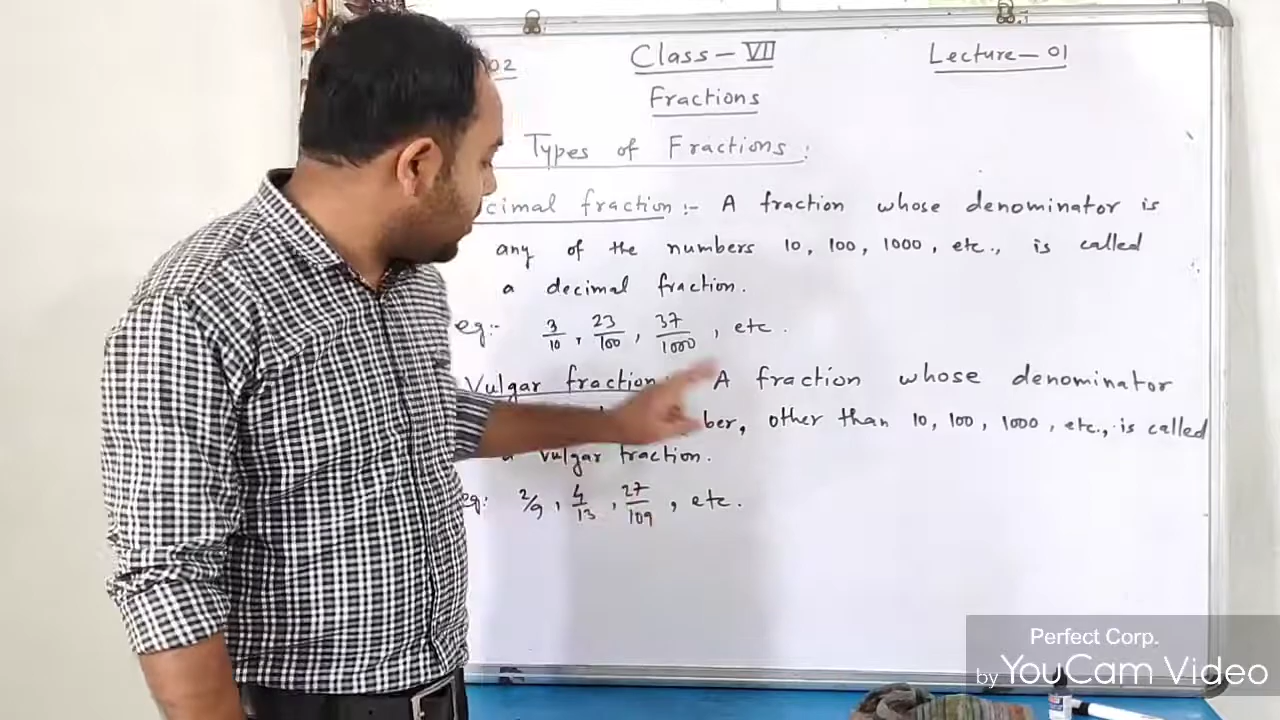 02 Class - VII Lecture - 01
Fractions
Types of Fractions :
cimal fraction :- A fraction whose denominator is
any of the numbers 10, 100, 1000, etc., is called
a decimal fraction.
eg:- 3/10, 23/100, 37/1000, etc.
Vulgar fraction : A fraction whose denominator
ber, other than 10, 100, 1000, etc., is called
a vulgar fraction.
eg: 2/9, 4/13, 27/109, etc.
Perfect Corp.
by YouCam Video